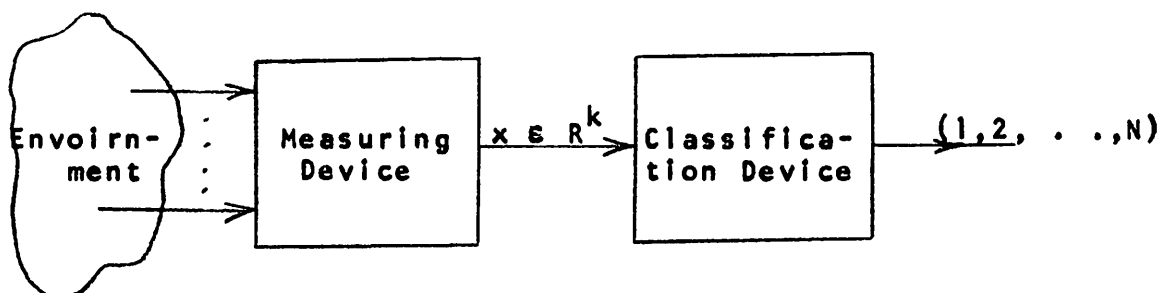 Envoirn-
ment
Measuring
Device
x ε R^k
Classifica-
tion Device
(1,2, . .,N)